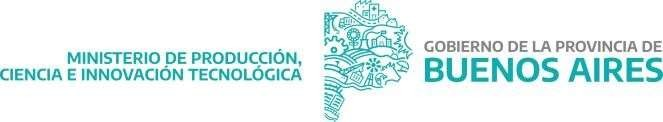 MINISTERIO DE PRODUCCIÓN,
CIENCIA E INNOVACIÓN TECNOLÓGICA
GOBIERNO DE LA PROVINCIA DE
BUENOS AIRES